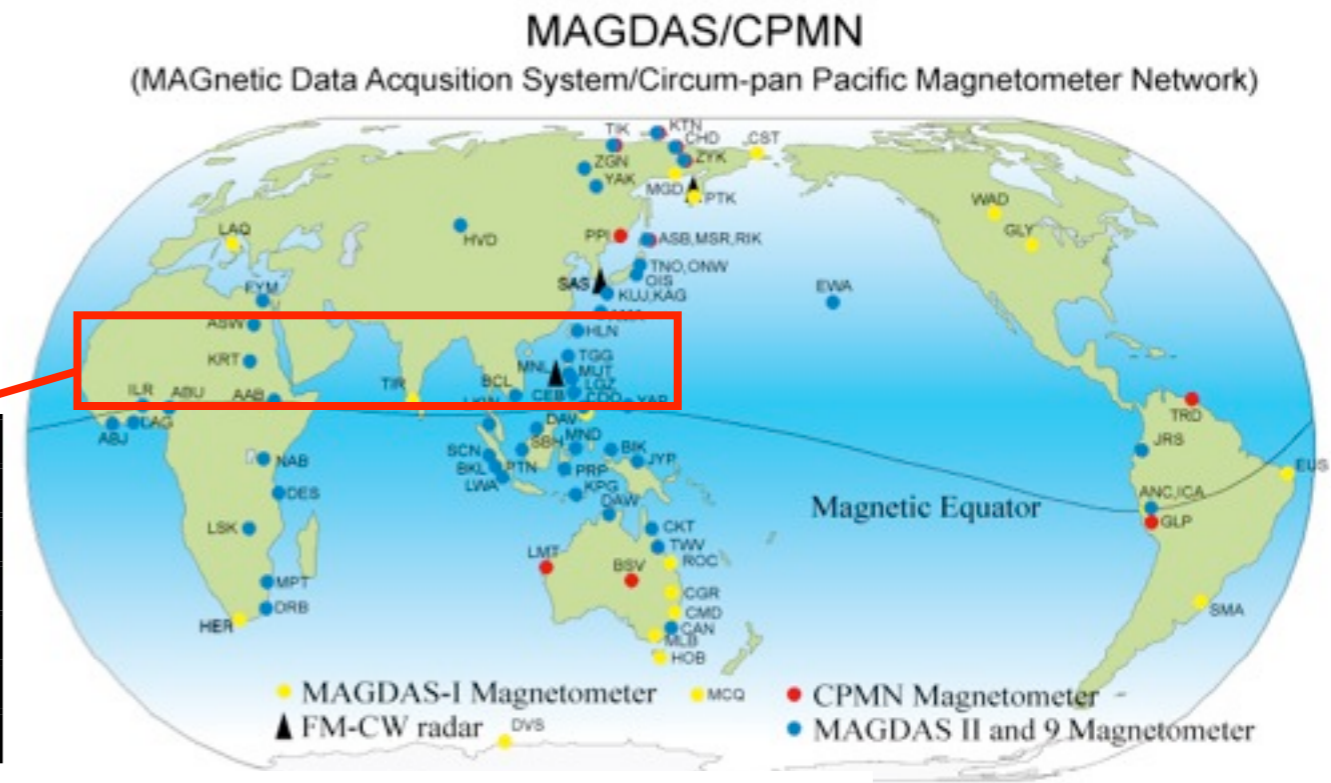 MAGDAS/CPMN
(MAGnetic Data Acqusition System/Circum-pan Pacific Magnetometer Network)
TIK
KTN
CHD
CST
ZGN
ZYK
YAK
MGD
PTK
WAD
LAQ
HVD
PPI
ASB,MSR,RIK
GLY
TNO,ONW
SAS
OIS
FYM
KUJ,KAG
EWA
ASW
HLN
KRT
TGG
MNL
MUT
TIR
BCL
LGZ
ILR
ABU
AAB
CEB
CDO
YAP
LKW
TRD
ABJ
LAG
DAV
SCN
SBH
MND
BIK
JRS
NAB
BKL
PTN
PRP
JYP
EUS
LWA
KPG
DES
DAW
Magnetic Equator
ANC,ICA
LSK
CKT
GLP
TWV
LMT
BSV
ROC
MPT
CGR
DRB
CMD
SMA
HER
CAN
MLB
HOB
MAGDAS-I Magnetometer
MCQ
CPMN Magnetometer
FM-CW radar
DVS
MAGDAS II and 9 Magnetometer